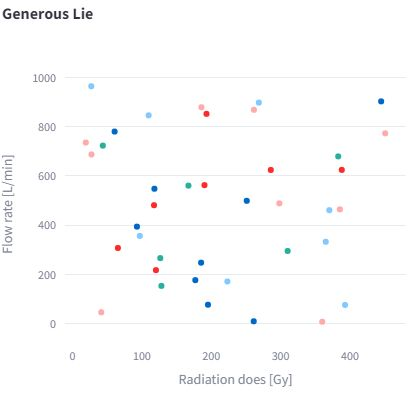 Generous Lie
1000
800
600
400
200
0
Flow rate [L/min]
0 100 200 300 400
Radiation does [Gy]